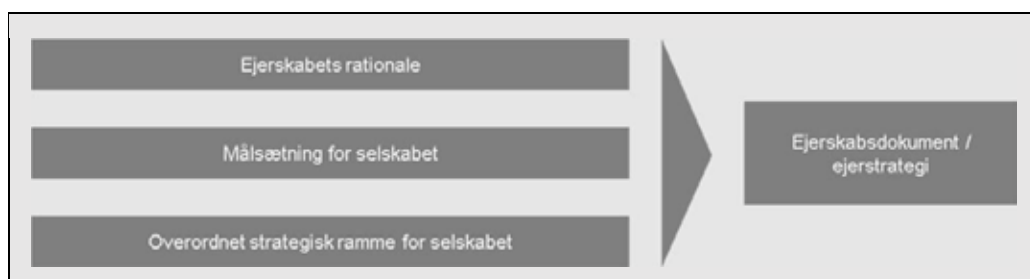 Ejerskabets rationale
Målsætning for selskabet
Overordnet strategisk ramme for selskabet
Ejerskabsdokument /
ejerstrategi